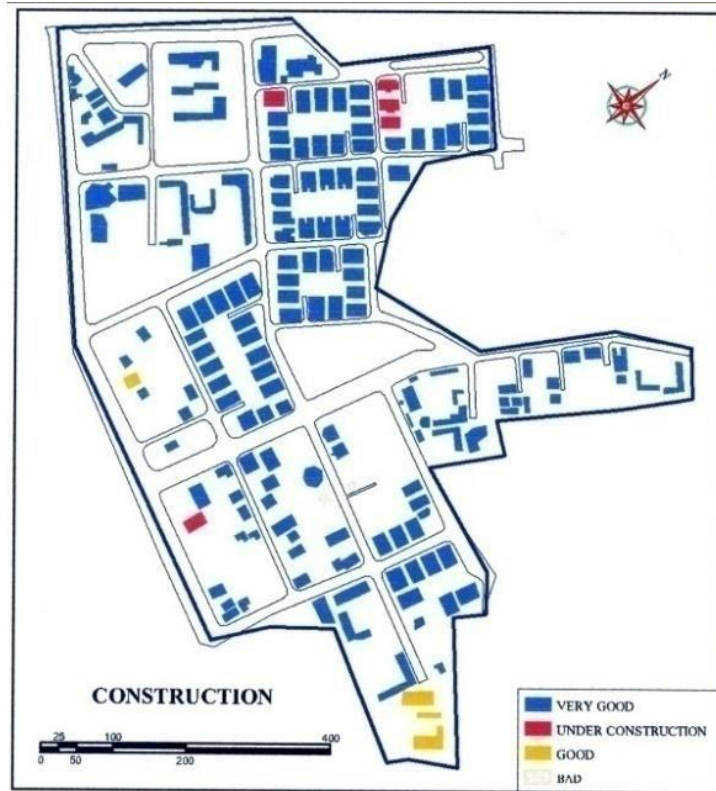 N
CONSTRUCTION
25 100 400
0 50 200
VERY GOOD
UNDER CONSTRUCTION
GOOD
BAD